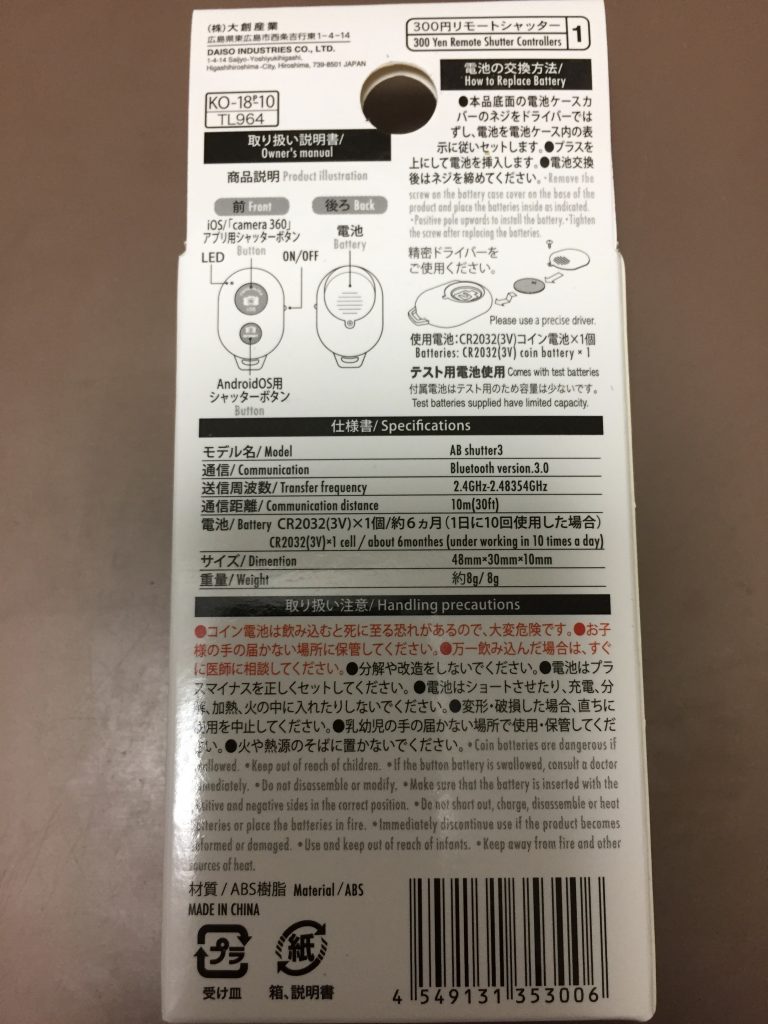 (株)大創産業
広島県東広島市西条吉行東1-4-14
DAISO INDUSTRIES CO., LTD.
1-4-14 Saijyo-Yoshiyukihigashi,
Higashihiroshima-City, Hiroshima, 739-8501 JAPAN
300円リモートシャッター
300 Yen Remote Shutter Controllers
1
KO-18-P-10
TL964
取り扱い説明書/
Owner's manual
商品説明 Product illustration
前 Front
後ろ Back
iOS/「camera 360」
アプリ用シャッターボタン
Button
電池
Battery
LED
ON/OFF
AndroidOS用
シャッターボタン
Button
電池の交換方法/
How to Replace Battery
●本品底面の電池ケースカ
バーのネジをドライバーでは
ずし、電池を電池ケース内の表
示に従いセットします。●プラスを
上にして電池を挿入します。●電池交換
後はネジを締めてください。・Remove the
screw on the battery case cover on the base of the
product and place the batteries inside as indicated.
・Positive pole upwards to install the battery.・Tighten
the screw after replacing the batteries.
精密ドライバーを
ご使用ください。
Please use a precise driver.
使用電池:CR2032(3V)コイン電池×1個
Batteries: CR2032(3V) coin battery × 1
テスト用電池使用 Comes with test batteries
付属電池はテスト用のため容量は少ないです。
Test batteries supplied have limited capacity.
仕様書/ Specifications
モデル名/ Model AB shutter3
通信/ Communication Bluetooth version.3.0
送信周波数/ Transfer frequency 2.4GHz-2.48354GHz
通信距離/ Communication distance 10m(30ft)
電池/ Battery CR2032(3V)×1個/約6ヵ月(1日に10回使用した場合)
CR2032(3V)×1 cell / about 6monthes (under working in 10 times a day)
サイズ/ Dimention 48mm×30mm×10mm
重量/ Weight 約8g/ 8g
取り扱い注意/ Handling precautions
●コイン電池は飲み込むと死に至る恐れがあるので、大変危険です。●お子
様の手の届かない場所に保管してください。●万一飲み込んだ場合は、すぐ
に医師に相談してください。●分解や改造をしないでください。●電池はプラ
スマイナスを正しくセットしてください。●電池はショートさせたり、充電、分
解、加熱、火の中に入れたりしないでください。●変形・破損した場合、直ちに
使用を中止してください。●乳幼児の手の届かない場所で使用・保管してくだ
さい。●火や熱源のそばに置かないでください。•Coin batteries are dangerous if
swallowed. •Keep out of reach of children. •If the button battery is swallowed, consult a doctor
immediately. •Do not disassemble or modify. •Make sure that the battery is inserted with the
positive and negative sides in the correct position. •Do not short out, charge, disassemble or heat
batteries or place the batteries in fire. •Immediately discontinue use if the product becomes
deformed or damaged. •Use and keep out of reach of infants. •Keep away from fire and other
sources of heat.
材質/ABS樹脂 Material/ABS
MADE IN CHINA
プラ
受け皿
紙
箱、説明書
4 549131 353006